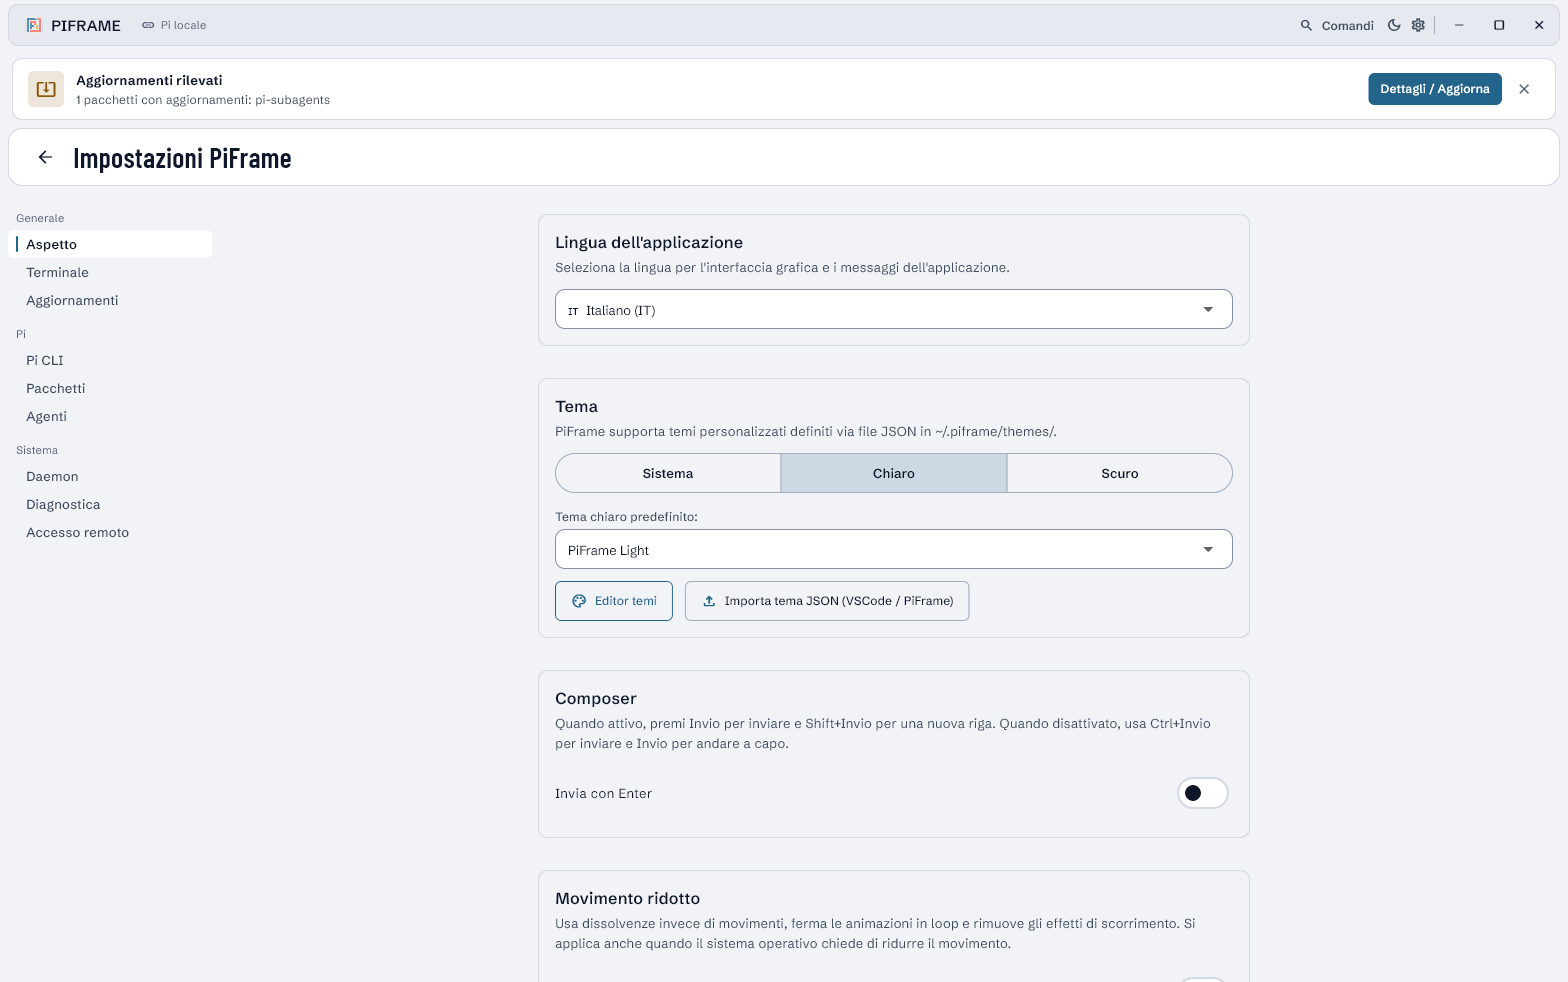 PIFRAME
Pi locale
Comandi
Aggiornamenti rilevati
1 pacchetti con aggiornamenti: pi-subagents
Dettagli / Aggiorna
Impostazioni PiFrame
Generale
Aspetto
Terminale
Aggiornamenti
Pi
Pi CLI
Pacchetti
Agenti
Sistema
Daemon
Diagnostica
Accesso remoto
Lingua dell'applicazione
Seleziona la lingua per l'interfaccia grafica e i messaggi dell'applicazione.
IT Italiano (IT)
Tema
PiFrame supporta temi personalizzati definiti via file JSON in ~/.piframe/themes/.
Sistema
Chiaro
Scuro
Tema chiaro predefinito:
PiFrame Light
Editor temi
Importa tema JSON (VSCode / PiFrame)
Composer
Quando attivo, premi Invio per inviare e Shift+Invio per una nuova riga. Quando disattivato, usa Ctrl+Invio
per inviare e Invio per andare a capo.
Invia con Enter
Movimento ridotto
Usa dissolvenze invece di movimenti, ferma le animazioni in loop e rimuove gli effetti di scorrimento. Si
applica anche quando il sistema operativo chiede di ridurre il movimento.